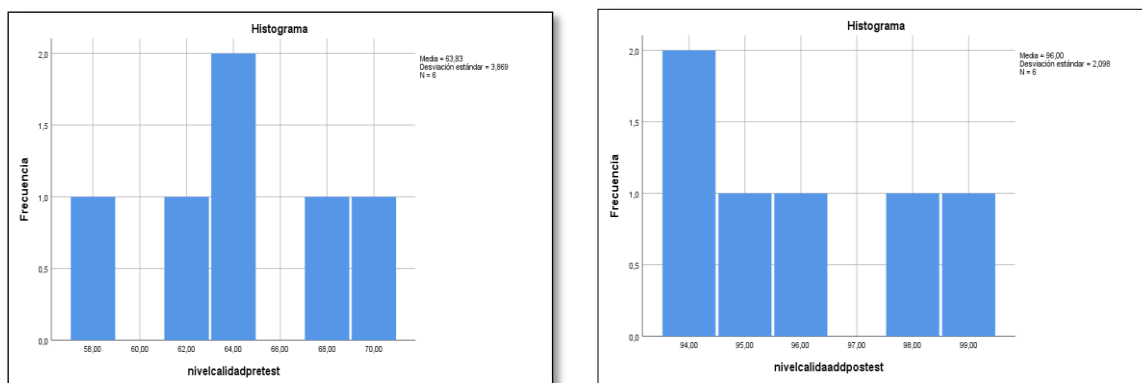 Histograma
Media = 63,83
Desviación estándar = 3,869
N = 6
2,0
1,5
1,0
0,5
0,0
Frecuencia
58,00 60,00 62,00 64,00 66,00 68,00 70,00
nivelcalidadpretest
Histograma
Media = 96,00
Desviación estándar = 2,098
N = 6
2,0
1,5
1,0
0,5
0,0
Frecuencia
94,00 95,00 96,00 97,00 98,00 99,00
nivelcalidaaddpostest